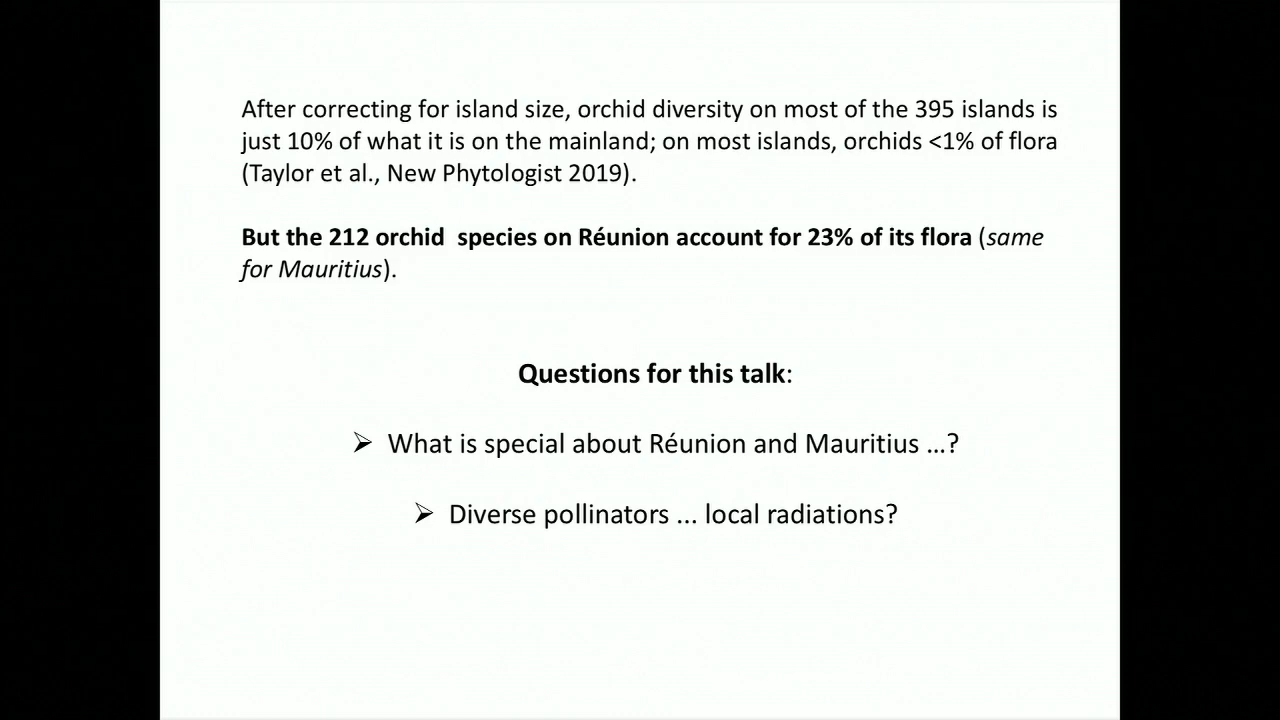 After correcting for island size, orchid diversity on most of the 395 islands is
just 10% of what it is on the mainland; on most islands, orchids <1% of flora
(Taylor et al., New Phytologist 2019).
But the 212 orchid  species on Réunion account for 23% of its flora (same
for Mauritius).
Questions for this talk:
➢ What is special about Réunion and Mauritius ...?
➢ Diverse pollinators ... local radiations?